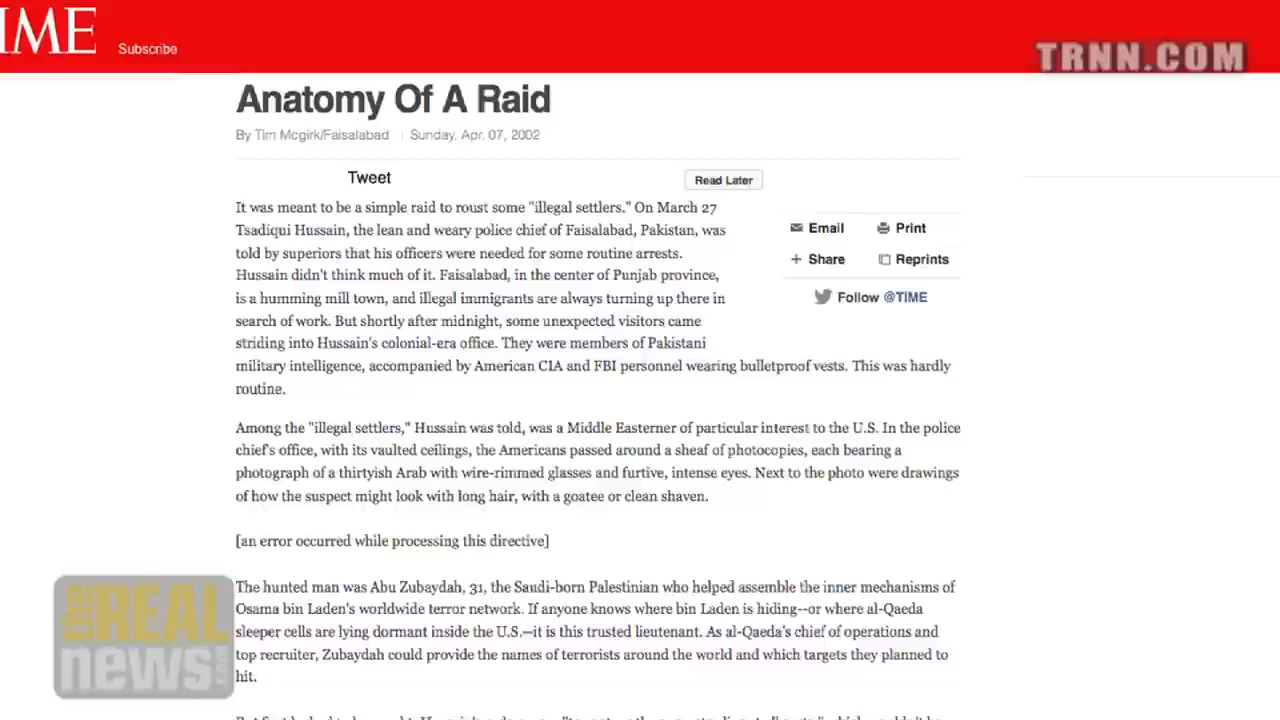 IME
Subscribe
TRNN.COM
Anatomy Of A Raid
By Tim Mcgirk/Faisalabad | Sunday, Apr. 07, 2002
Tweet
Read Later
It was meant to be a simple raid to roust some "illegal settlers." On March 27
Tsadiqui Hussain, the lean and weary police chief of Faisalabad, Pakistan, was
told by superiors that his officers were needed for some routine arrests.
Hussain didn't think much of it. Faisalabad, in the center of Punjab province,
is a humming mill town, and illegal immigrants are always turning up there in
search of work. But shortly after midnight, some unexpected visitors came
striding into Hussain's colonial-era office. They were members of Pakistani
military intelligence, accompanied by American CIA and FBI personnel wearing bulletproof vests. This was hardly
routine.
Email
Print
Share
Reprints
Follow @TIME
Among the "illegal settlers," Hussain was told, was a Middle Easterner of particular interest to the U.S. In the police
chief's office, with its vaulted ceilings, the Americans passed around a sheaf of photocopies, each bearing a
photograph of a thirtyish Arab with wire-rimmed glasses and furtive, intense eyes. Next to the photo were drawings
of how the suspect might look with long hair, with a goatee or clean shaven.
[an error occurred while processing this directive]
The hunted man was Abu Zubaydah, 31, the Saudi-born Palestinian who helped assemble the inner mechanisms of
Osama bin Laden's worldwide terror network. If anyone knows where bin Laden is hiding--or where al-Qaeda
sleeper cells are lying dormant inside the U.S.—it is this trusted lieutenant. As al-Qaeda's chief of operations and
top recruiter, Zubaydah could provide the names of terrorists around the world and which targets they planned to
hit.
the REAL
news.com